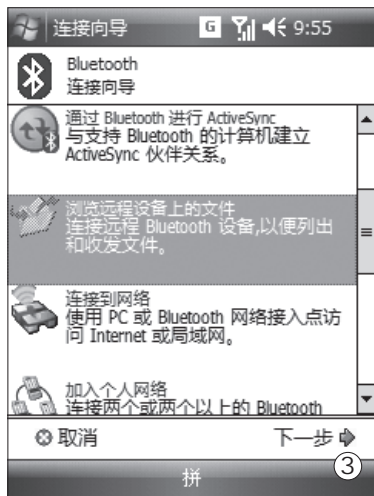 连接向导 G 9:55
Bluetooth
连接向导
通过 Bluetooth 进行 ActiveSync
与支持 Bluetooth 的计算机建立
ActiveSync 伙伴关系。
浏览远程设备上的文件
连接远程 Bluetooth 设备,以便列出
和收发文件。
连接到网络
使用 PC 或 Bluetooth 网络接入点访
问 Internet 或局域网。
加入个人网络
连接两个或两个以上的 Bluetooth
取消 下一步
③
拼